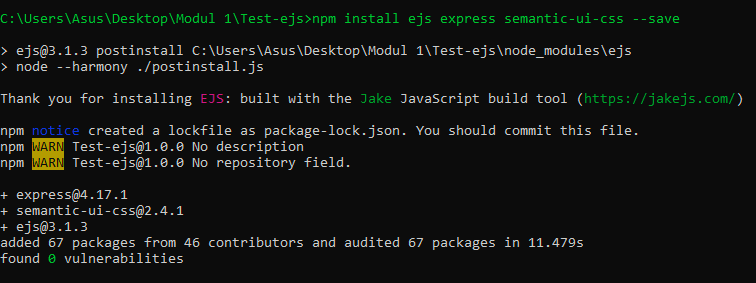 C:\Users\Asus\Desktop\Modul 1\Test-ejs>npm install ejs express semantic-ui-css --save
> ejs@3.1.3 postinstall C:\Users\Asus\Desktop\Modul 1\Test-ejs\node_modules\ejs
> node --harmony ./postinstall.js
Thank you for installing EJS: built with the Jake JavaScript build tool (https://jakejs.com/)
npm notice created a lockfile as package-lock.json. You should commit this file.
npm WARN Test-ejs@1.0.0 No description
npm WARN Test-ejs@1.0.0 No repository field.
+ express@4.17.1
+ semantic-ui-css@2.4.1
+ ejs@3.1.3
added 67 packages from 46 contributors and audited 67 packages in 11.479s
found 0 vulnerabilities